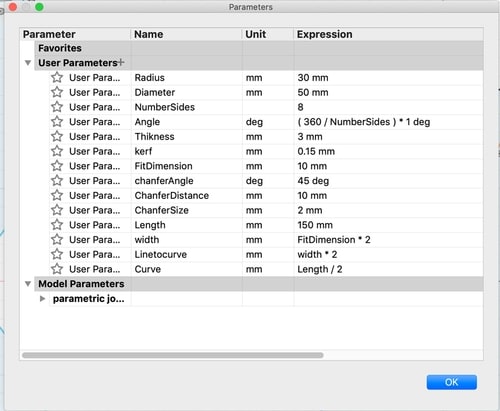 Parameters
Parameter Name Unit Expression
Favorites
User Parameters +
User Para... Radius mm 30 mm
User Para... Diameter mm 50 mm
User Para... NumberSides 8
User Para... Angle deg ( 360 / NumberSides ) * 1 deg
User Para... Thikness mm 3 mm
User Para... kerf mm 0.15 mm
User Para... FitDimension mm 10 mm
User Para... chanferAngle deg 45 deg
User Para... ChanferDistance mm 10 mm
User Para... ChanferSize mm 2 mm
User Para... Length mm 150 mm
User Para... width mm FitDimension * 2
User Para... Linetocurve mm width * 2
User Para... Curve mm Length / 2
Model Parameters
parametric jo...
OK